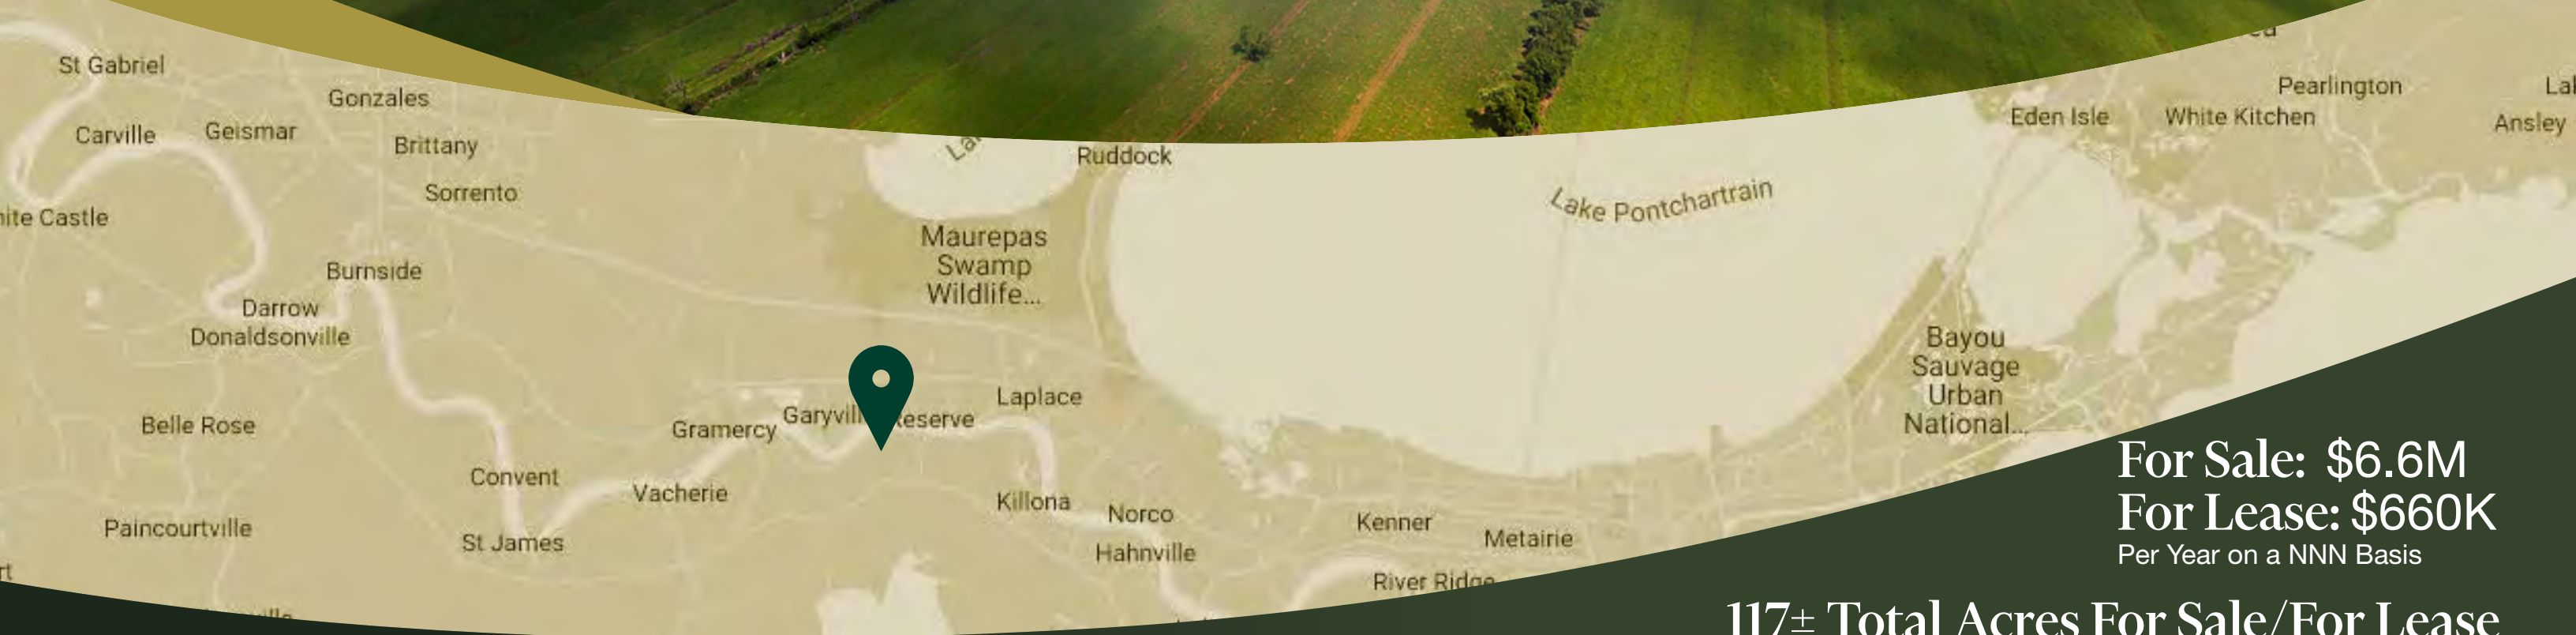 St Gabriel
Gonzales
Carville
Geismar
Brittany
Sorrento
Castle
Burnside
Darrow
Donaldsonville
Belle Rose
Paincourtville
Convent
St James
Vacherie
Gramercy
Laplace
Killona
Norco
Hahnville
Kenner
Metairie
River Ridge
Ruddock
Maurepas
Swamp
Wildlife...
Lake Pontchartrain
Eden Isle
White Kitchen
Pearlington
Ansley
Bayou
Sauvage
Urban
National...
For Sale: $6.6M
For Lease: $660K
Per Year on a NNN Basis
117± Total Acres For Sale/For Lease